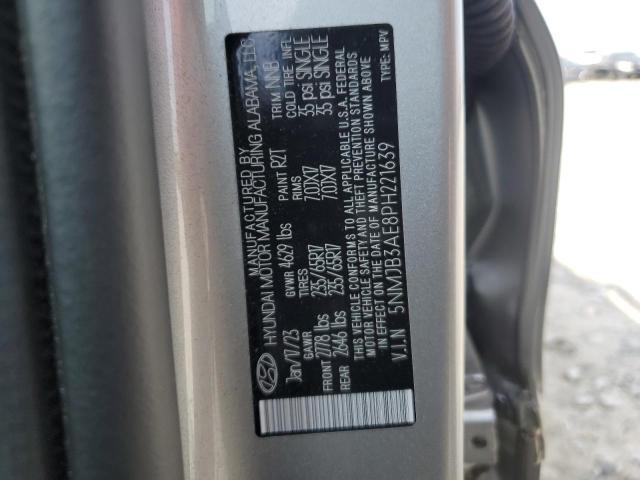 MANUFACTURED BY
HYUNDAI MOTOR MANUFACTURING ALABAMA, LLC
Jan/17/23 GVWR 4629 lbs PAINT R2T TRIM NNB
GAWR TIRES RIMS COLD TIRE INFL
FRONT 2778 lbs 235/65R17 7.0JX17 35 psi SINGLE
REAR 2646 lbs 235/65R17 7.0JX17 35 psi SINGLE
THIS VEHICLE CONFORMS TO ALL APPLICABLE U.S.A. FEDERAL
MOTOR VEHICLE SAFETY AND THEFT PREVENTION STANDARDS
IN EFFECT ON THE DATE OF MANUFACTURE SHOWN ABOVE
V.I.N 5NMJB3AE8PH221639 TYPE: MPV